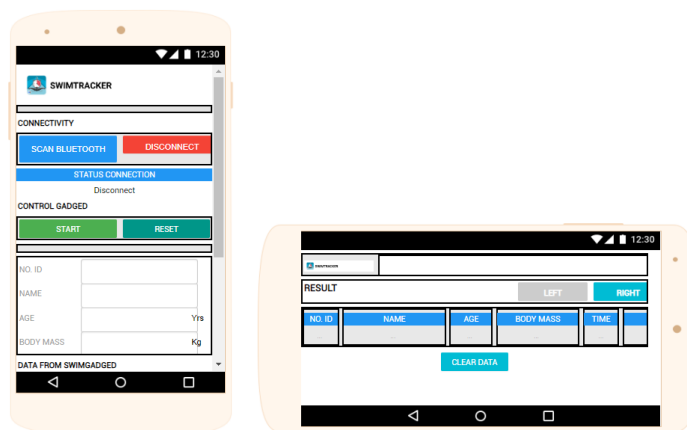 12:30
SWIMTRACKER
CONNECTIVITY
SCAN BLUETOOTH DISCONNECT
STATUS CONNECTION
Disconnect
CONTROL GADGED
START RESET
NO. ID
NAME
AGE Yrs
BODY MASS Kg
DATA FROM SWIMGADGED
12:30
SWIMTRACKER
RESULT LEFT RIGHT
NO. ID NAME AGE BODY MASS TIME
CLEAR DATA